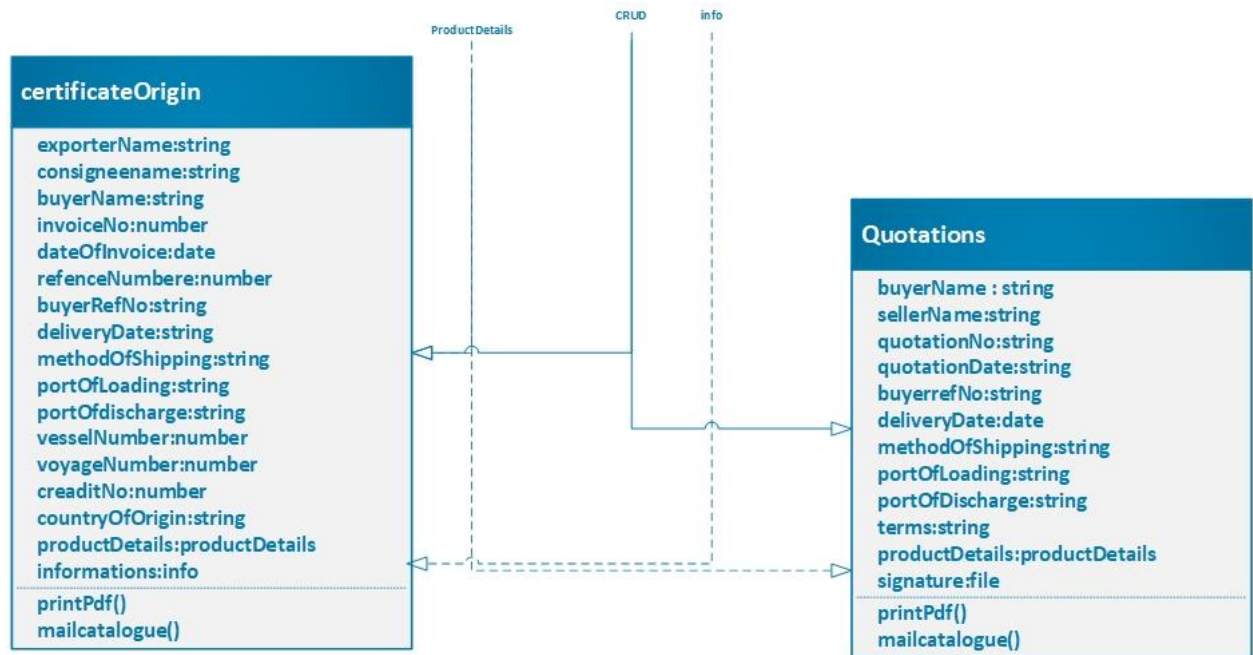 ProductDetails
CRUD
info
certificateOrigin
exporterName:string
consigneename:string
buyerName:string
invoiceNo:number
dateOfInvoice:date
refenceNumbere:number
buyerRefNo:string
deliveryDate:string
methodOfShipping:string
portOfLoading:string
portOfdischarge:string
vesselNumber:number
voyageNumber:number
creaditNo:number
countryOfOrigin:string
productDetails:productDetails
informations:info
printPdf()
mailcatalogue()
Quotations
buyerName : string
sellerName:string
quotationNo:string
quotationDate:string
buyerrefNo:string
deliveryDate:date
methodOfShipping:string
portOfLoading:string
portOfDischarge:string
terms:string
productDetails:productDetails
signature:file
printPdf()
mailcatalogue()